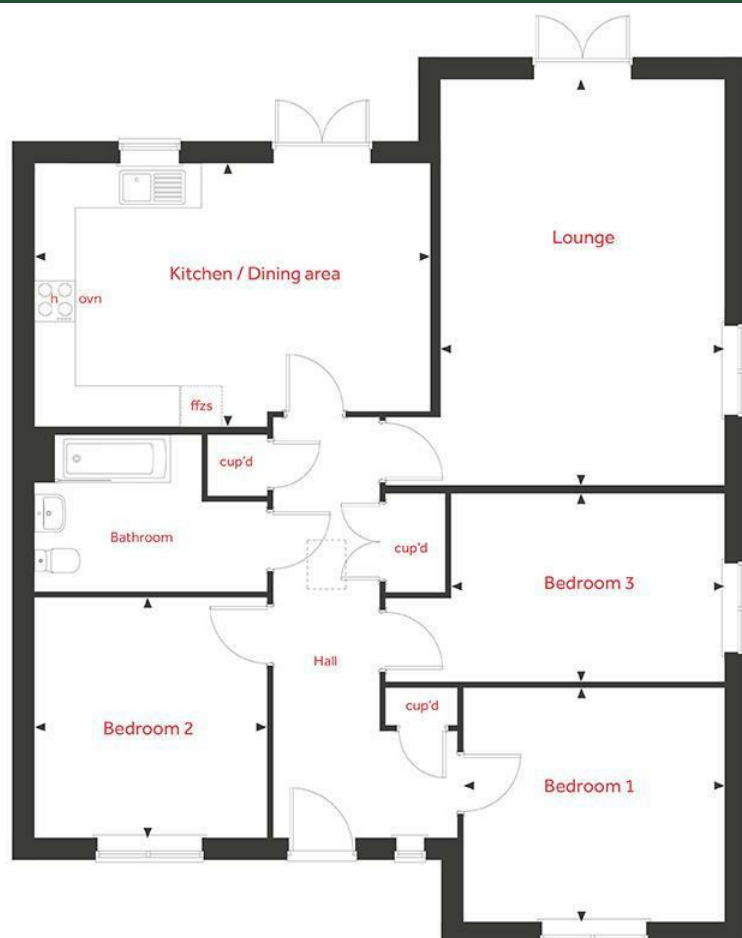 Lounge
Kitchen / Dining area
h ovn
ffzs
cup'd
Bathroom
cup'd
Bedroom 3
Hall
cup'd
Bedroom 2
Bedroom 1